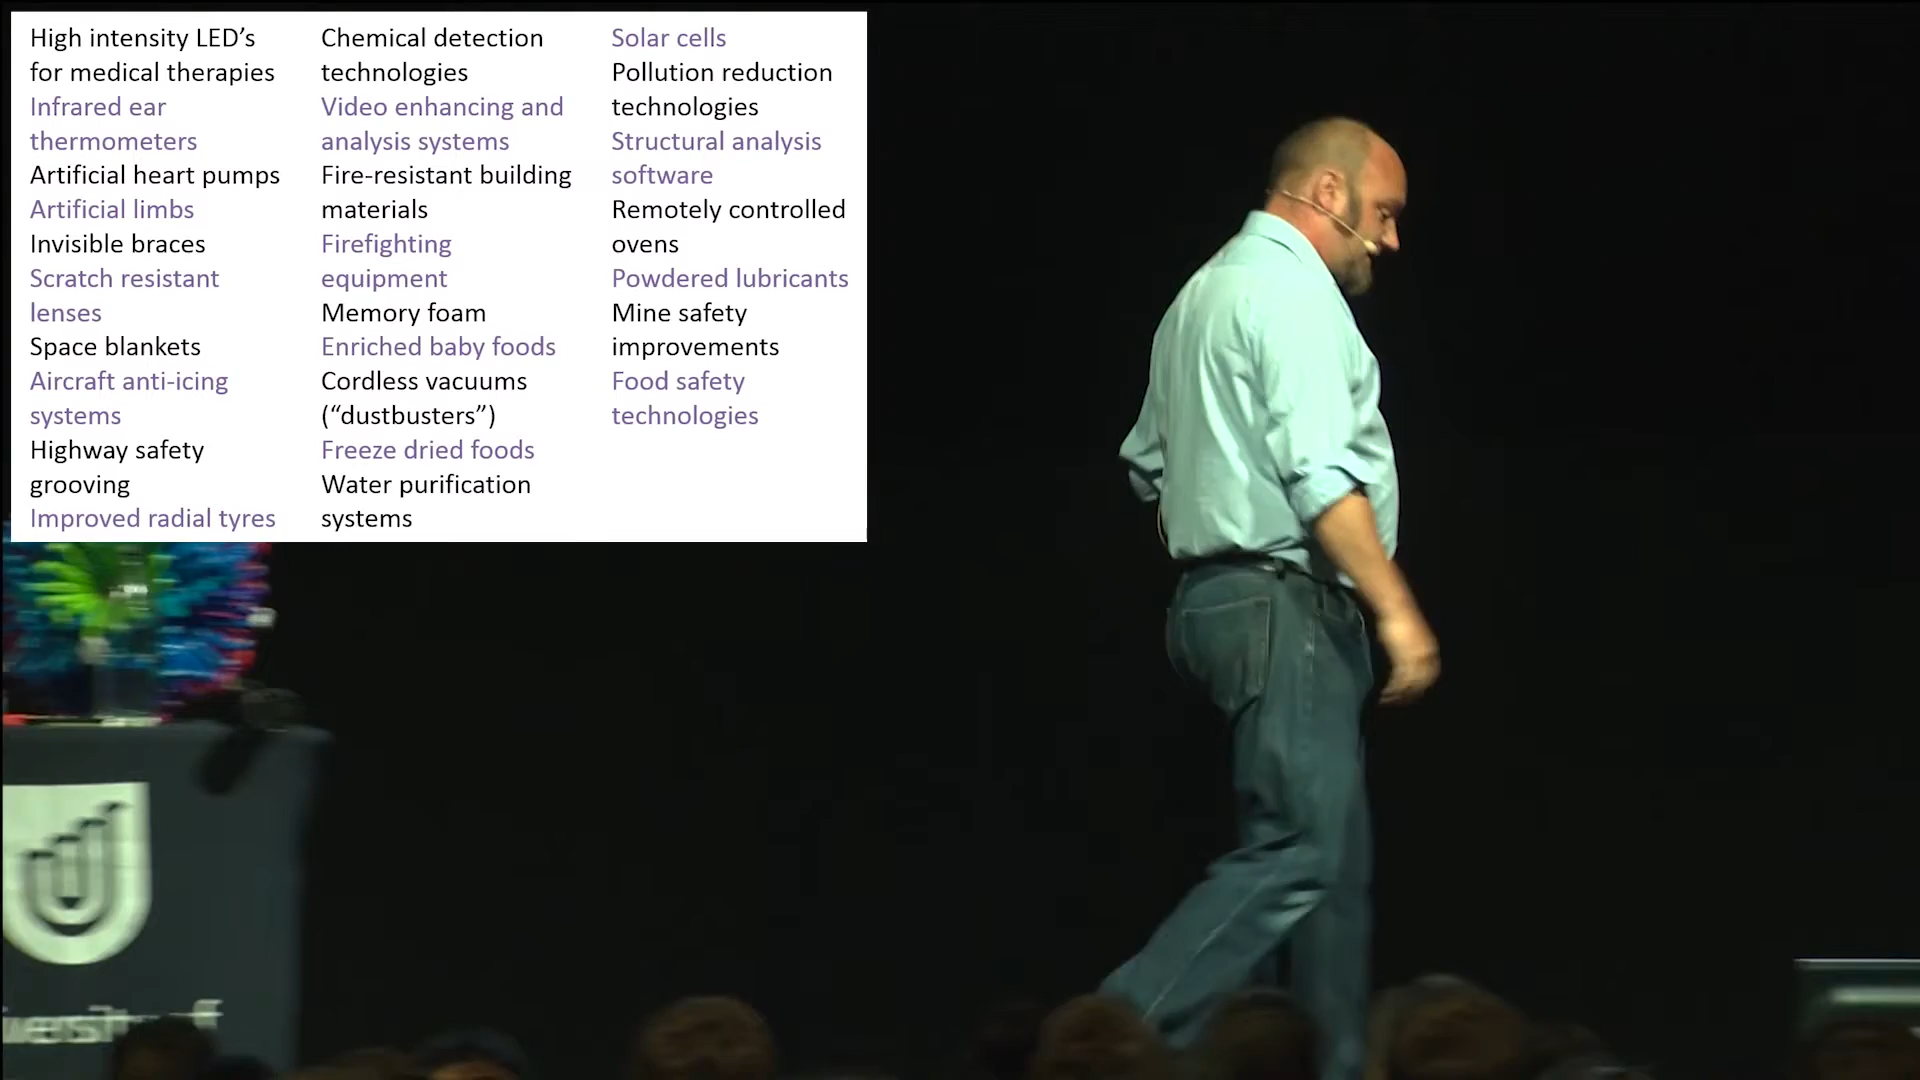 High intensity LED’s
for medical therapies
Infrared ear
thermometers
Artificial heart pumps
Artificial limbs
Invisible braces
Scratch resistant
lenses
Space blankets
Aircraft anti-icing
systems
Highway safety
grooving
Improved radial tyres
Chemical detection
technologies
Video enhancing and
analysis systems
Fire-resistant building
materials
Firefighting
equipment
Memory foam
Enriched baby foods
Cordless vacuums
(“dustbusters”)
Freeze dried foods
Water purification
systems
Solar cells
Pollution reduction
technologies
Structural analysis
software
Remotely controlled
ovens
Powdered lubricants
Mine safety
improvements
Food safety
technologies